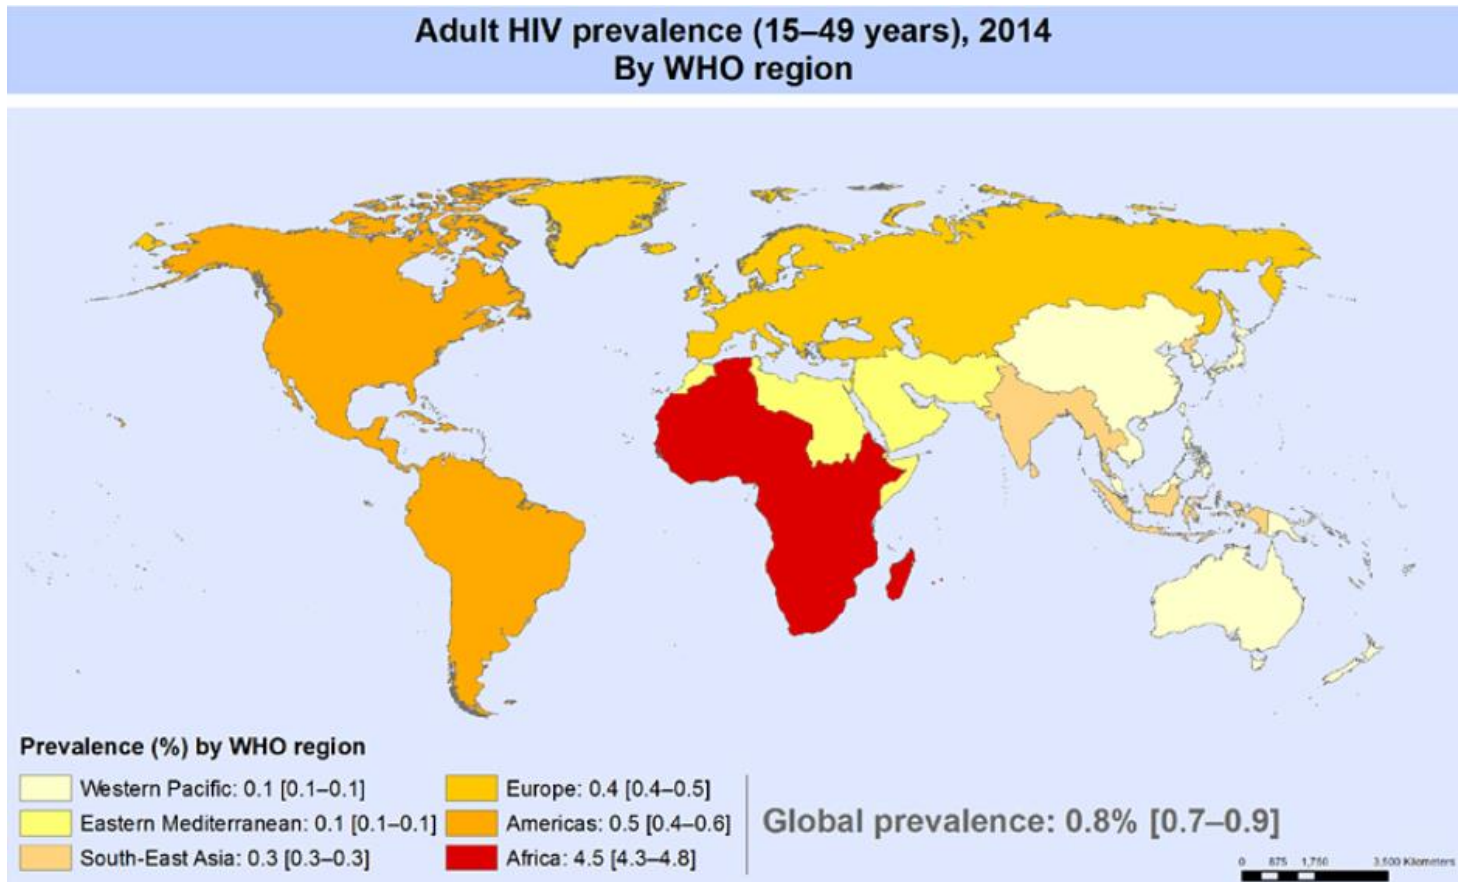 Adult HIV prevalence (15–49 years), 2014
By WHO region
Prevalence (%) by WHO region
Western Pacific: 0.1 [0.1–0.1]
Eastern Mediterranean: 0.1 [0.1–0.1]
South-East Asia: 0.3 [0.3–0.3]
Europe: 0.4 [0.4–0.5]
Americas: 0.5 [0.4–0.6]
Africa: 4.5 [4.3–4.8]
Global prevalence: 0.8% [0.7–0.9]
0 875 1,750 3,500 Kilometers